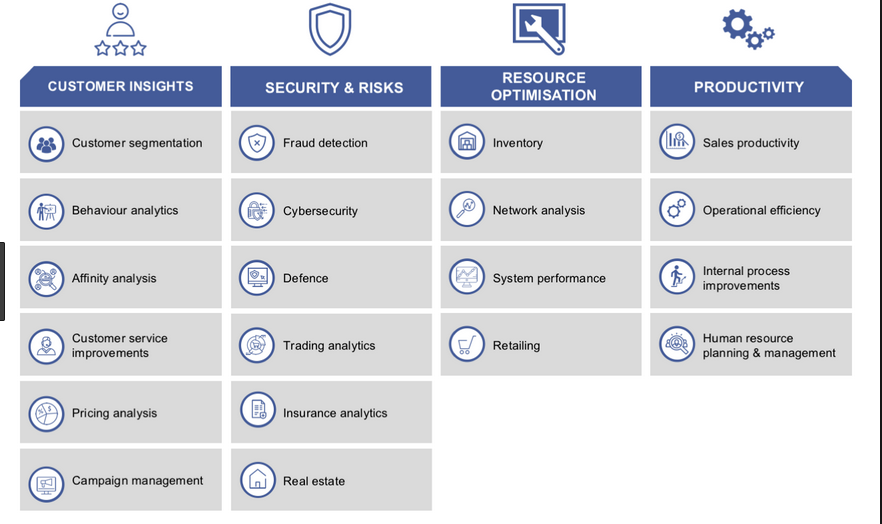 CUSTOMER INSIGHTS
Customer segmentation
Behaviour analytics
Affinity analysis
Customer service
improvements
Pricing analysis
Campaign management
SECURITY & RISKS
Fraud detection
Cybersecurity
Defence
Trading analytics
Insurance analytics
Real estate
RESOURCE
OPTIMISATION
Inventory
Network analysis
System performance
Retailing
PRODUCTIVITY
Sales productivity
Operational efficiency
Internal process
improvements
Human resource
planning & management